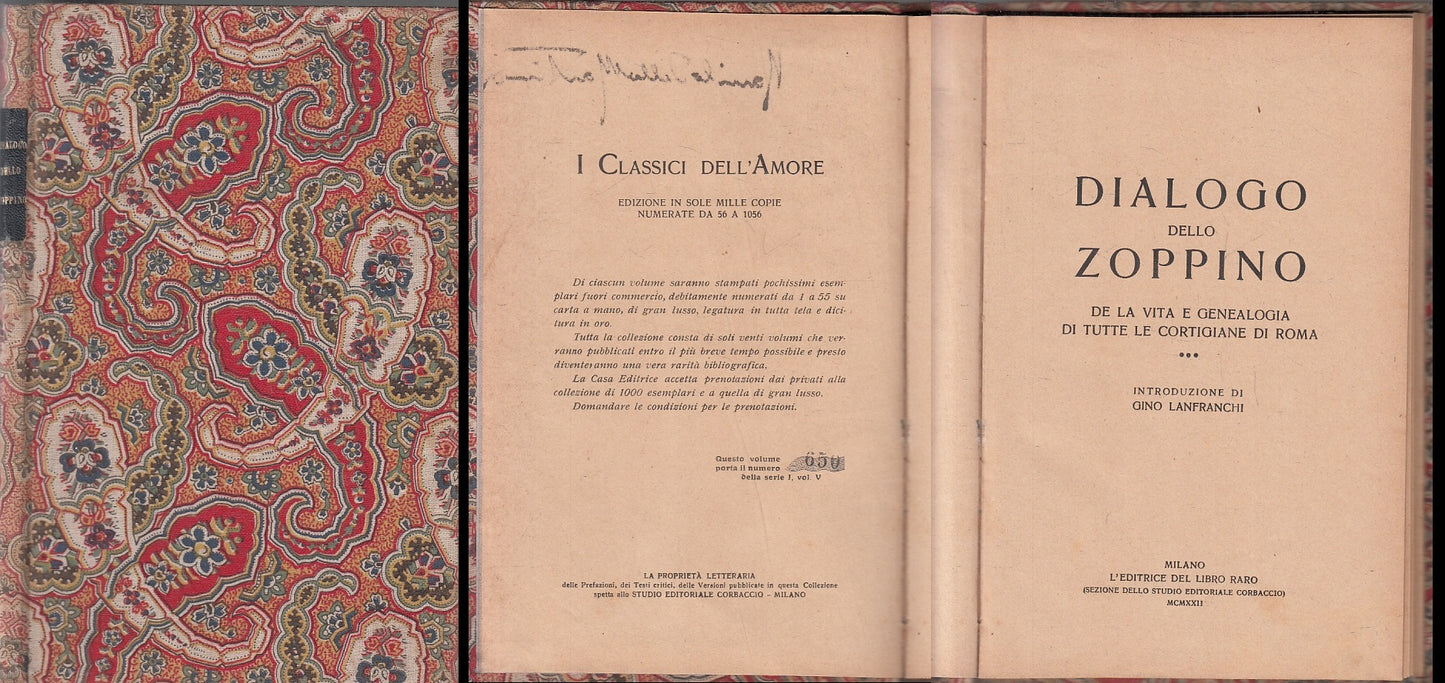 DIALOGO
DELLO
ZOPPINO
I CLASSICI DELL'AMORE
EDIZIONE IN SOLE MILLE COPIE
NUMERATE DA 56 A 1056
Di ciascun volume saranno stampati pochissimi esem-
plari fuori commercio, debitamente numerati da 1 a 55 su
carta a mano, di gran lusso, legatura in tutta tela e dici-
tura in oro.
Tutta la collezione consta di soli venti volumi che ver-
ranno pubblicati entro il più breve tempo possibile e presto
diventeranno una vera rarità bibliografica.
La Casa Editrice accetta prenotazioni dai privati alla
collezione di 1000 esemplari e a quella di gran lusso.
Domandare le condizioni per le prenotazioni.
Questo volume
porta il numero 650
della serie I, vol. V
LA PROPRIETÀ LETTERARIA
delle Prefazioni, dei Testi critici, delle Versioni pubblicate in questa Collezione
spetta allo STUDIO EDITORIALE CORBACCIO - MILANO
DIALOGO
DELLO
ZOPPINO
DE LA VITA E GENEALOGIA
DI TUTTE LE CORTIGIANE DI ROMA
INTRODUZIONE DI
GINO LANFRANCHI
MILANO
L'EDITRICE DEL LIBRO RARO
(SEZIONE DELLO STUDIO EDITORIALE CORBACCIO)
MCMXXII